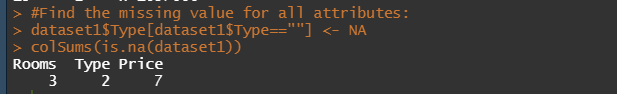 > #Find the missing value for all attributes:
> dataset1$Type[dataset1$Type==""] <- NA
> colSums(is.na(dataset1))
Rooms  Type Price
    3     2     7